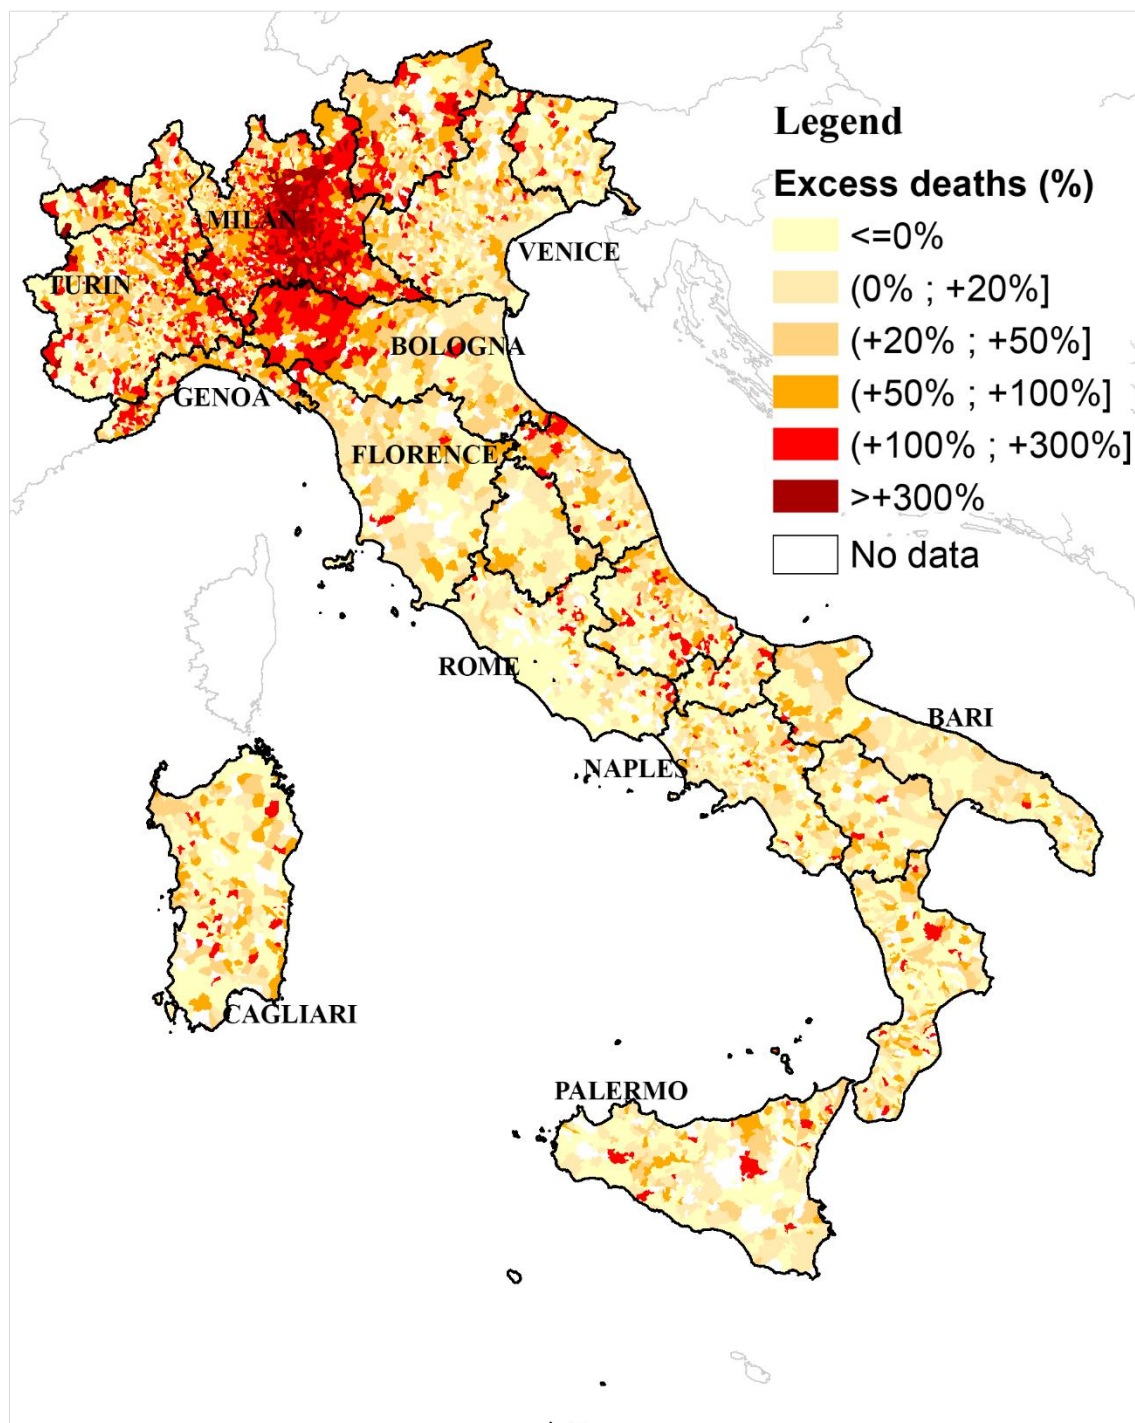 Legend
Excess deaths (%)
<=0%
(0% ; +20%]
(+20% ; +50%]
(+50% ; +100%]
(+100% ; +300%]
>+300%
No data
MILAN
VENICE
TURIN
BOLOGNA
GENOA
FLORENCE
ROME
BARI
NAPLES
CAGLIARI
PALERMO